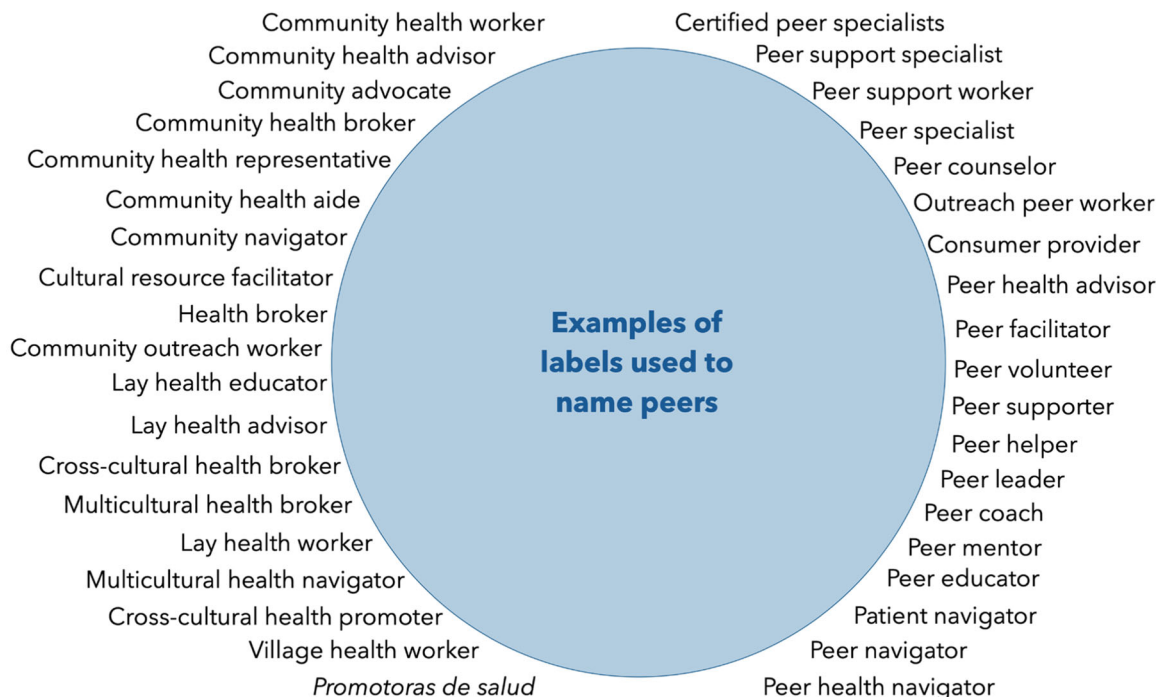 Community health worker
Community health advisor
Community advocate
Community health broker
Community health representative
Community health aide
Community navigator
Cultural resource facilitator
Health broker
Community outreach worker
Lay health educator
Lay health advisor
Cross-cultural health broker
Multicultural health broker
Lay health worker
Multicultural health navigator
Cross-cultural health promoter
Village health worker
Promotoras de salud
Examples of
labels used to
name peers
Certified peer specialists
Peer support specialist
Peer support worker
Peer specialist
Peer counselor
Outreach peer worker
Consumer provider
Peer health advisor
Peer facilitator
Peer volunteer
Peer supporter
Peer helper
Peer leader
Peer coach
Peer mentor
Peer educator
Patient navigator
Peer navigator
Peer health navigator